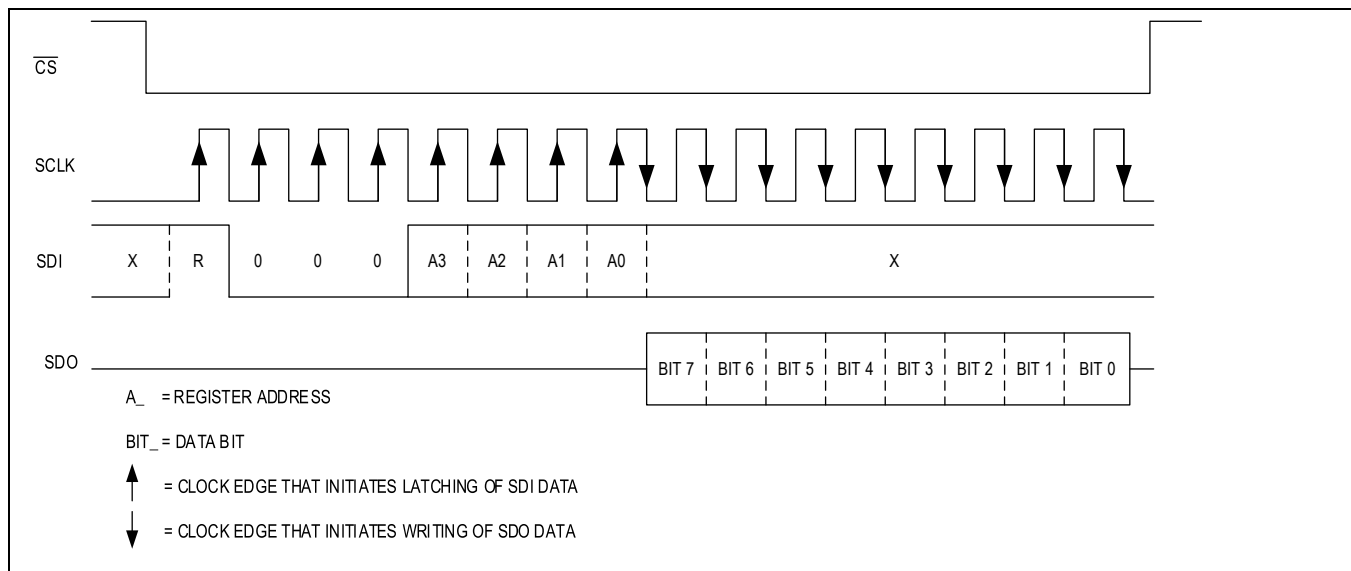 CS
SCLK
SDI X R 0 0 0 A3 A2 A1 A0 X
SDO BIT 7 BIT 6 BIT 5 BIT 4 BIT 3 BIT 2 BIT 1 BIT 0
A_ = REGISTER ADDRESS
BIT_ = DATA BIT
= CLOCK EDGE THAT INITIATES LATCHING OF SDI DATA
= CLOCK EDGE THAT INITIATES WRITING OF SDO DATA